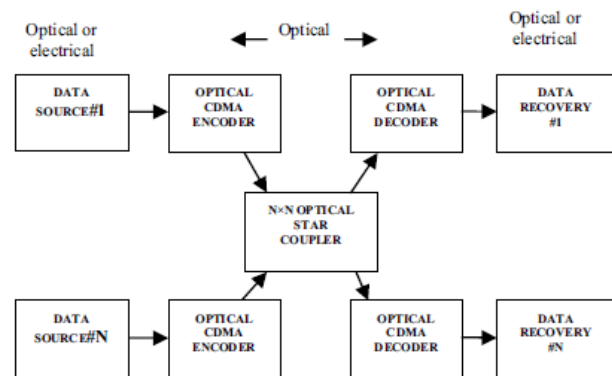 Optical or
electrical
Optical
Optical or
electrical
DATA
SOURCE#1
OPTICAL
CDMA
ENCODER
OPTICAL
CDMA
DECODER
DATA
RECOVERY
#1
N×N OPTICAL
STAR
COUPLER
DATA
SOURCE#N
OPTICAL
CDMA
ENCODER
OPTICAL
CDMA
DECODER
DATA
RECOVERY
#N